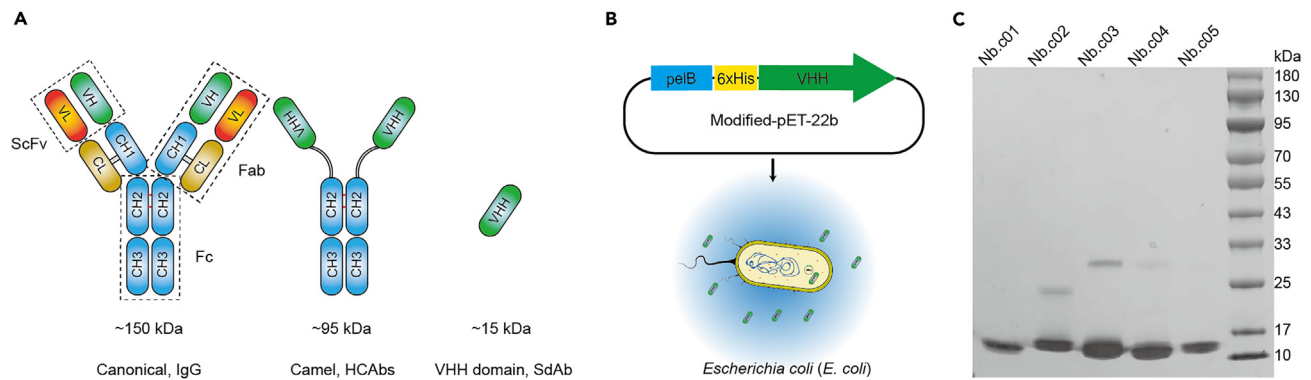 A
VH
VL
CH1
CL
ScFv
VH
VL
CH1
CL
Fab
CH2
CH2
CH3
CH3
Fc
~150 kDa
Canonical, IgG
VHH
VHH
CH2
CH2
CH3
CH3
~95 kDa
Camel, HCAbs
VHH
~15 kDa
VHH domain, SdAb
B
pelB
6xHis
VHH
Modified-pET-22b
Escherichia coli (E. coli)
C
Nb.c01
Nb.c02
Nb.c03
Nb.c04
Nb.c05
kDa
180
130
95
70
55
43
33
25
17
10